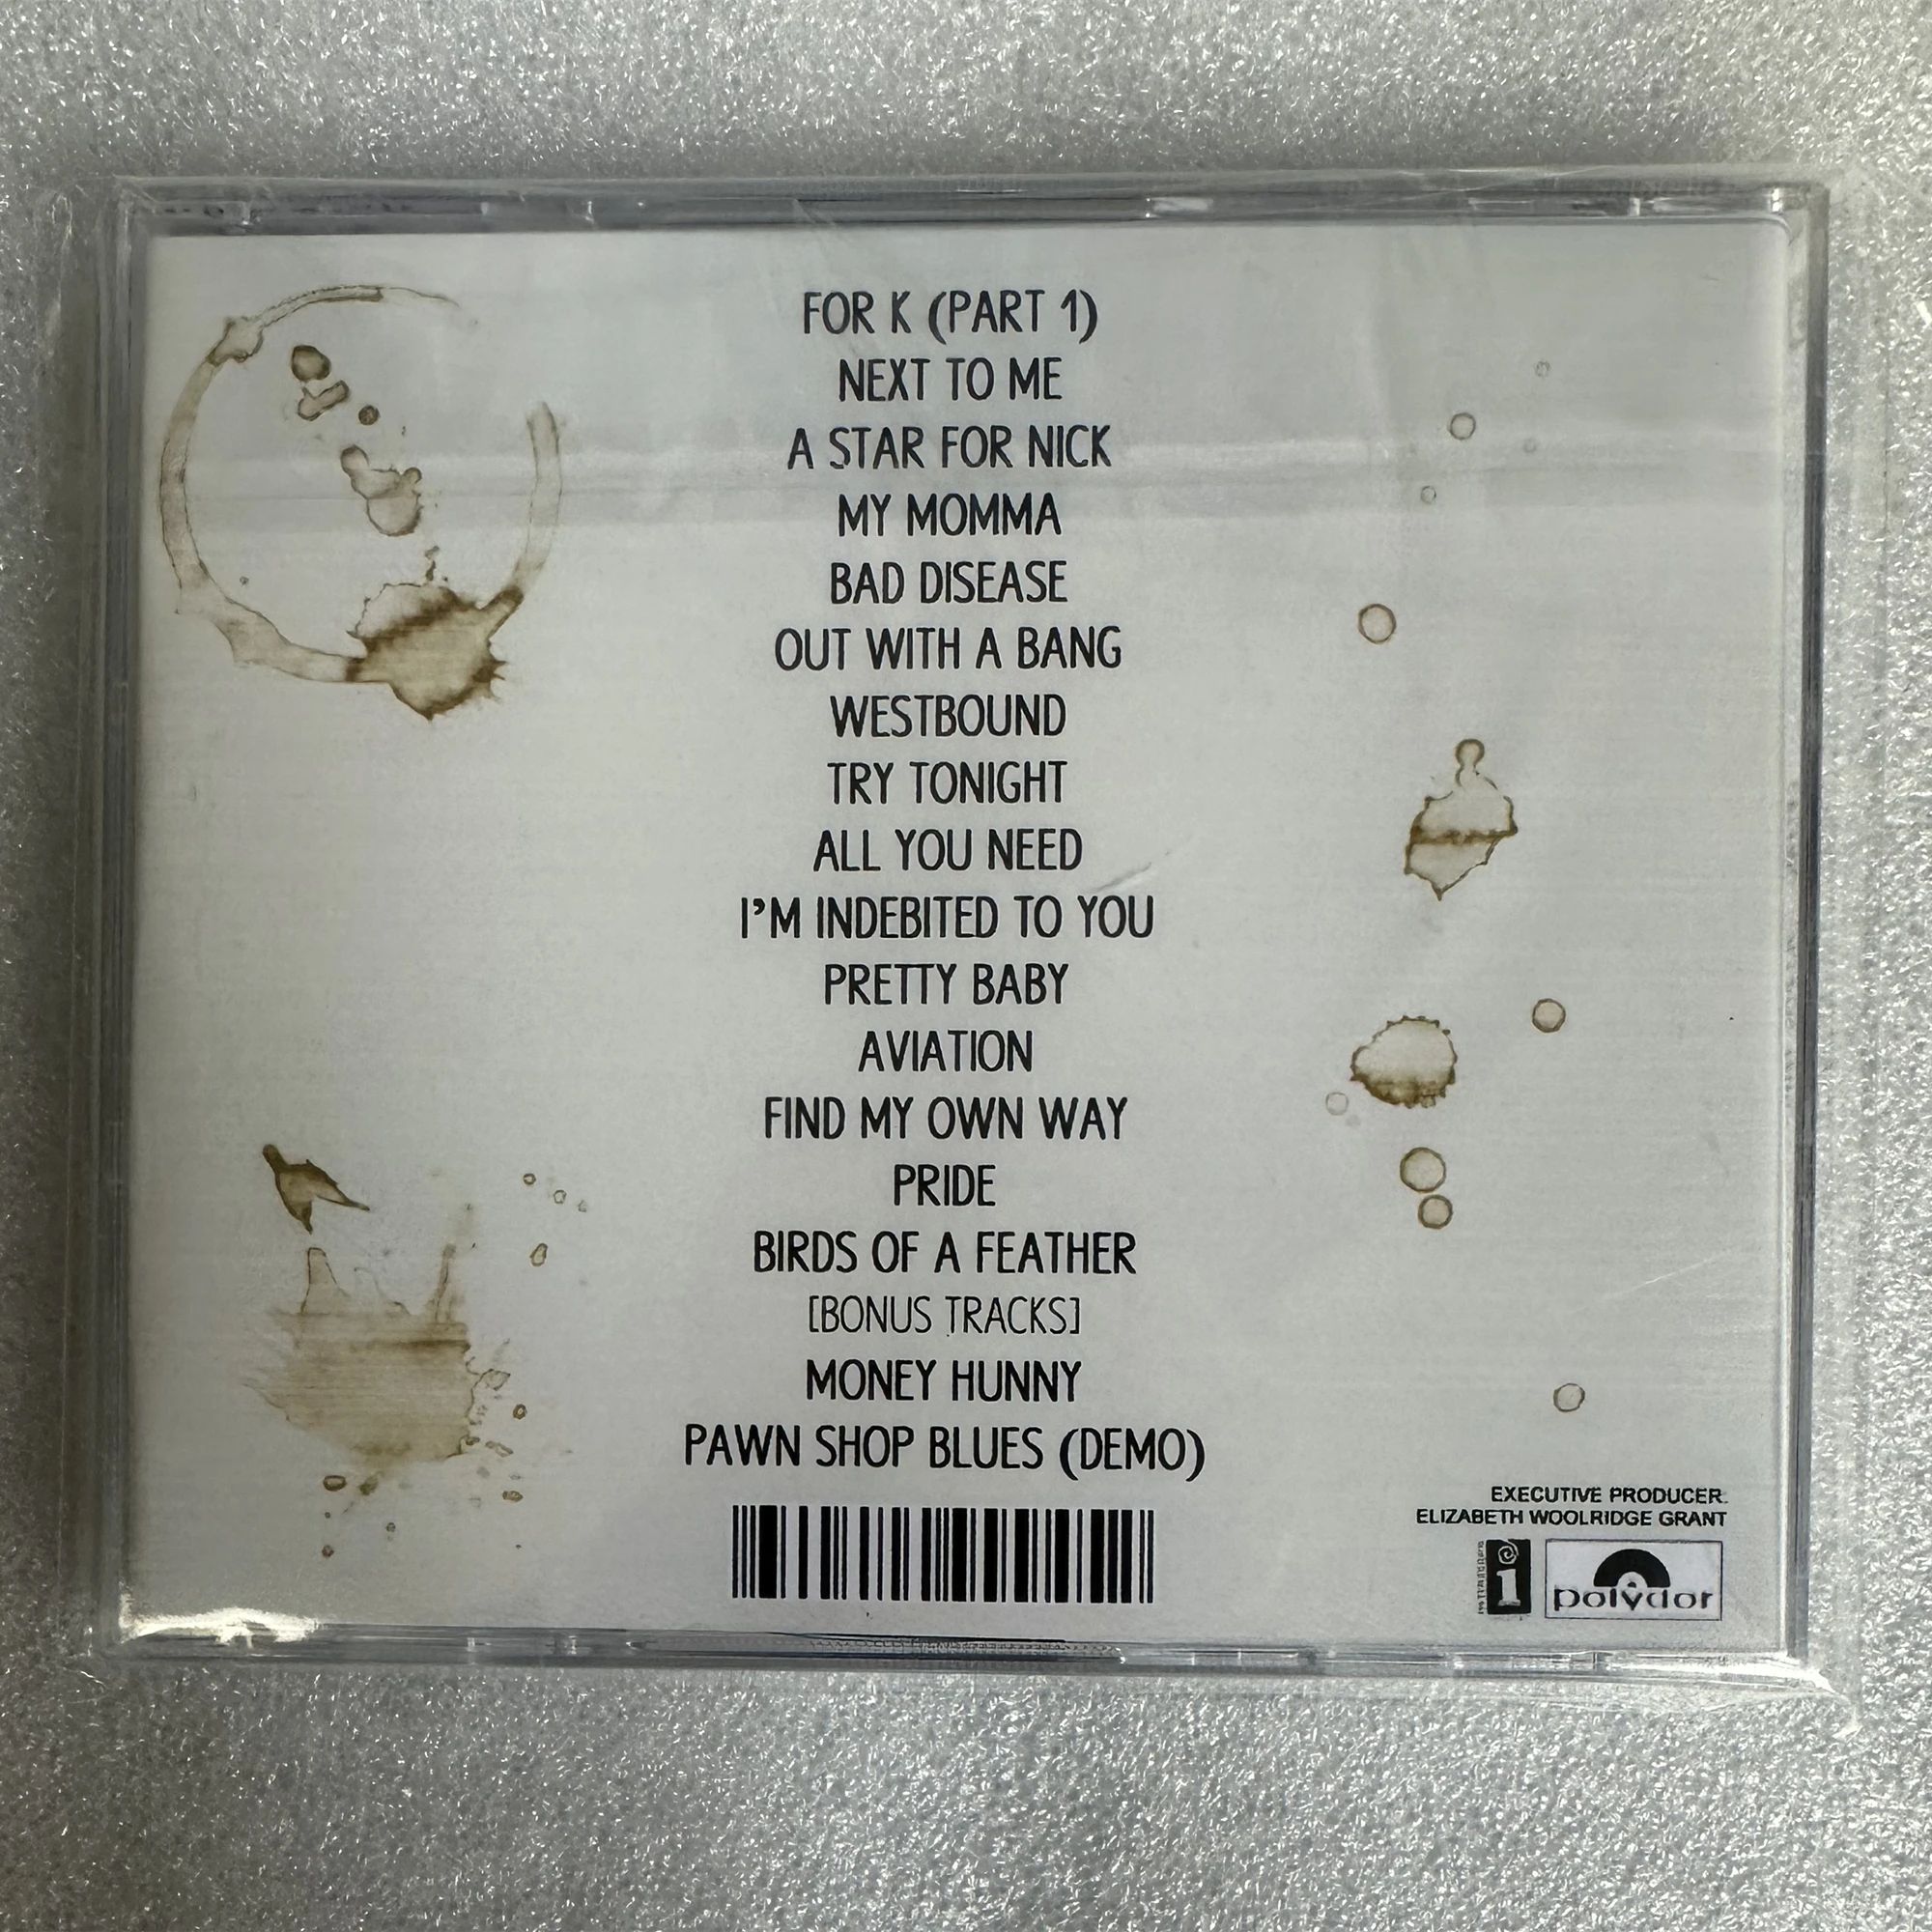 FOR K (PART 1)
NEXT TO ME
A STAR FOR NICK
MY MOMMA
BAD DISEASE
OUT WITH A BANG
WESTBOUND
TRY TONIGHT
ALL YOU NEED
I'M INDEBITED TO YOU
PRETTY BABY
AVIATION
FIND MY OWN WAY
PRIDE
BIRDS OF A FEATHER
[BONUS TRACKS]
MONEY HUNNY
PAWN SHOP BLUES (DEMO)
EXECUTIVE PRODUCER
ELIZABETH WOOLRIDGE GRANT
i
polydor